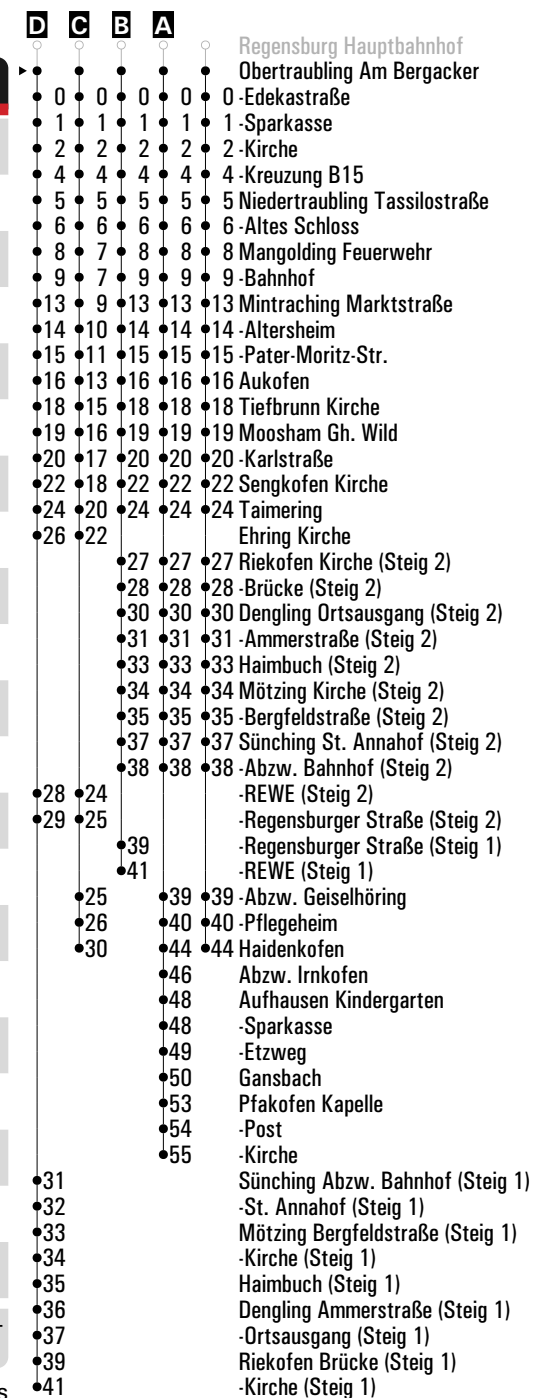 D C B A
Regensburg Hauptbahnhof
Obertraubling Am Bergacker
0 0 0 0 0 -Edekastraße
1 1 1 1 1 -Sparkasse
2 2 2 2 2 -Kirche
4 4 4 4 4 -Kreuzung B15
5 5 5 5 5 Niedertraubling Tassilostraße
6 6 6 6 6 -Altes Schloss
8 7 8 8 8 Mangolding Feuerwehr
9 7 9 9 9 -Bahnhof
13 9 13 13 13 Mintraching Marktstraße
14 10 14 14 14 -Altersheim
15 11 15 15 15 -Pater-Moritz-Str.
16 13 16 16 16 Aukofen
18 15 18 18 18 Tiefbrunn Kirche
19 16 19 19 19 Moosham Gh. Wild
20 17 20 20 20 -Karlstraße
22 18 22 22 22 Sengkofen Kirche
24 20 24 24 24 Taimering
26 22 Ehring Kirche
27 27 27 Riekofen Kirche (Steig 2)
28 28 28 -Brücke (Steig 2)
30 30 30 Dengling Ortsausgang (Steig 2)
31 31 31 -Ammerstraße (Steig 2)
33 33 33 Haimbuch (Steig 2)
34 34 34 Mötzing Kirche (Steig 2)
35 35 35 -Bergfeldstraße (Steig 2)
37 37 37 Sünching St. Annahof (Steig 2)
38 38 38 -Abzw. Bahnhof (Steig 2)
28 24 -REWE (Steig 2)
29 25 -Regensburger Straße (Steig 2)
39 -Regensburger Straße (Steig 1)
41 -REWE (Steig 1)
25 39 39 -Abzw. Geiselhöring
26 40 40 -Pflegeheim
30 44 44 Haidenkofen
46 Abzw. Irnkofen
48 Aufhausen Kindergarten
48 -Sparkasse
49 -Etzweg
50 Gansbach
53 Pfakofen Kapelle
54 -Post
55 -Kirche
31 Sünching Abzw. Bahnhof (Steig 1)
32 -St. Annahof (Steig 1)
33 Mötzing Bergfeldstraße (Steig 1)
34 -Kirche (Steig 1)
35 Haimbuch (Steig 1)
36 Dengling Ammerstraße (Steig 1)
37 -Ortsausgang (Steig 1)
39 Riekofen Brücke (Steig 1)
41 -Kirche (Steig 1)